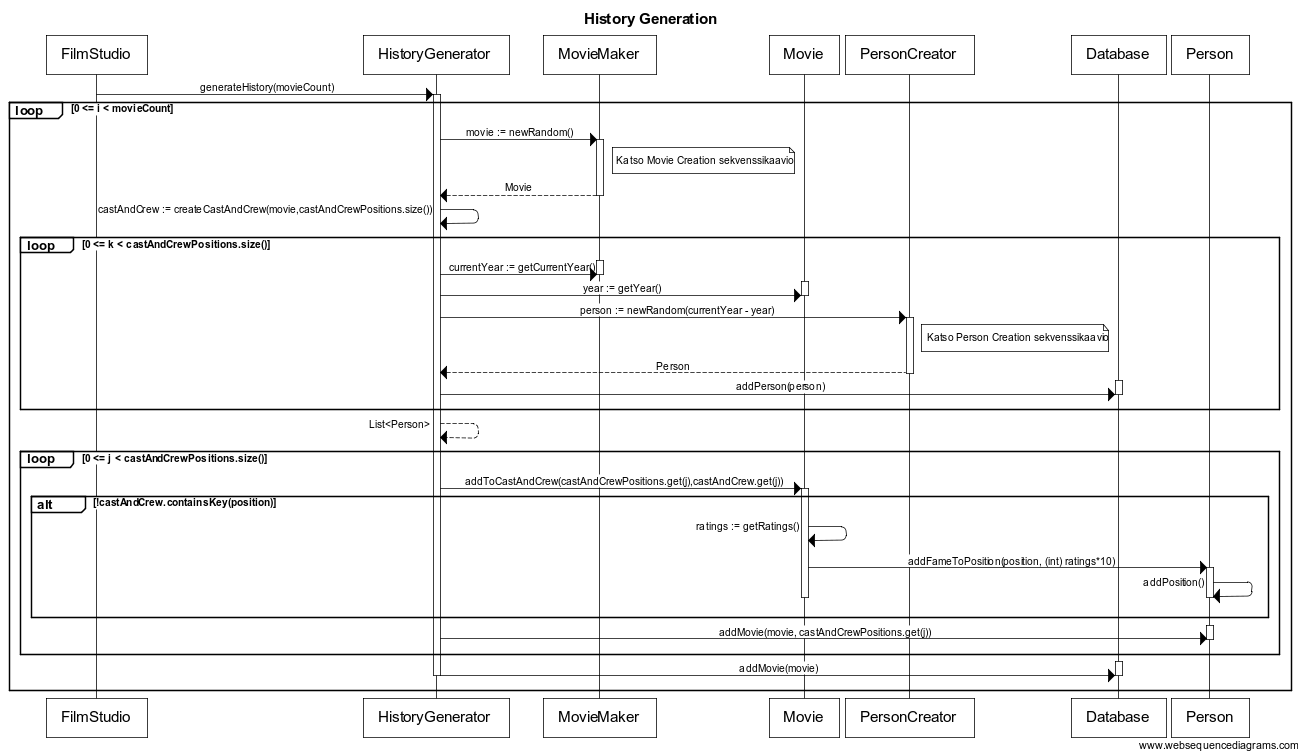 History Generation
FilmStudio
HistoryGenerator
MovieMaker
Movie
PersonCreator
Database
Person
generateHistory(movieCount)
loop
[0 <= i < movieCount]
movie := newRandom()
Katso Movie Creation sekvenssikaavio
Movie
castAndCrew := createCastAndCrew(movie,castAndCrewPositions.size())
loop
[0 <= k < castAndCrewPositions.size()]
currentYear := getCurrentYear()
year := getYear()
person := newRandom(currentYear - year)
Katso Person Creation sekvenssikaavio
Person
addPerson(person)
List<Person>
loop
[0 <= j < castAndCrewPositions.size()]
addToCastAndCrew(castAndCrewPositions.get(j),castAndCrew.get(j))
alt
[!castAndCrew.containsKey(position)]
ratings := getRatings()
addFameToPosition(position, (int) ratings*10)
addPosition()
addMovie(movie, castAndCrewPositions.get(j))
addMovie(movie)
FilmStudio
HistoryGenerator
MovieMaker
Movie
PersonCreator
Database
Person
www.websequencediagrams.com